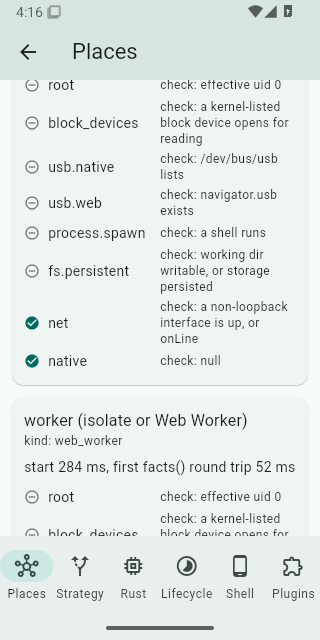 4:16
Places
root check: effective uid 0
check: a kernel-listed
block_devices block device opens for
reading
usb.native check: /dev/bus/usb
lists
usb.web check: navigator.usb
exists
process.spawn check: a shell runs
check: working dir
fs.persistent writable, or storage
persisted
check: a non-loopback
net interface is up, or
onLine
native check: null
worker (isolate or Web Worker)
kind: web_worker
start 284 ms, first facts() round trip 52 ms
root check: effective uid 0
check: a kernel-listed
block_devices block device opens for
Places Strategy Rust Lifecycle Shell Plugins